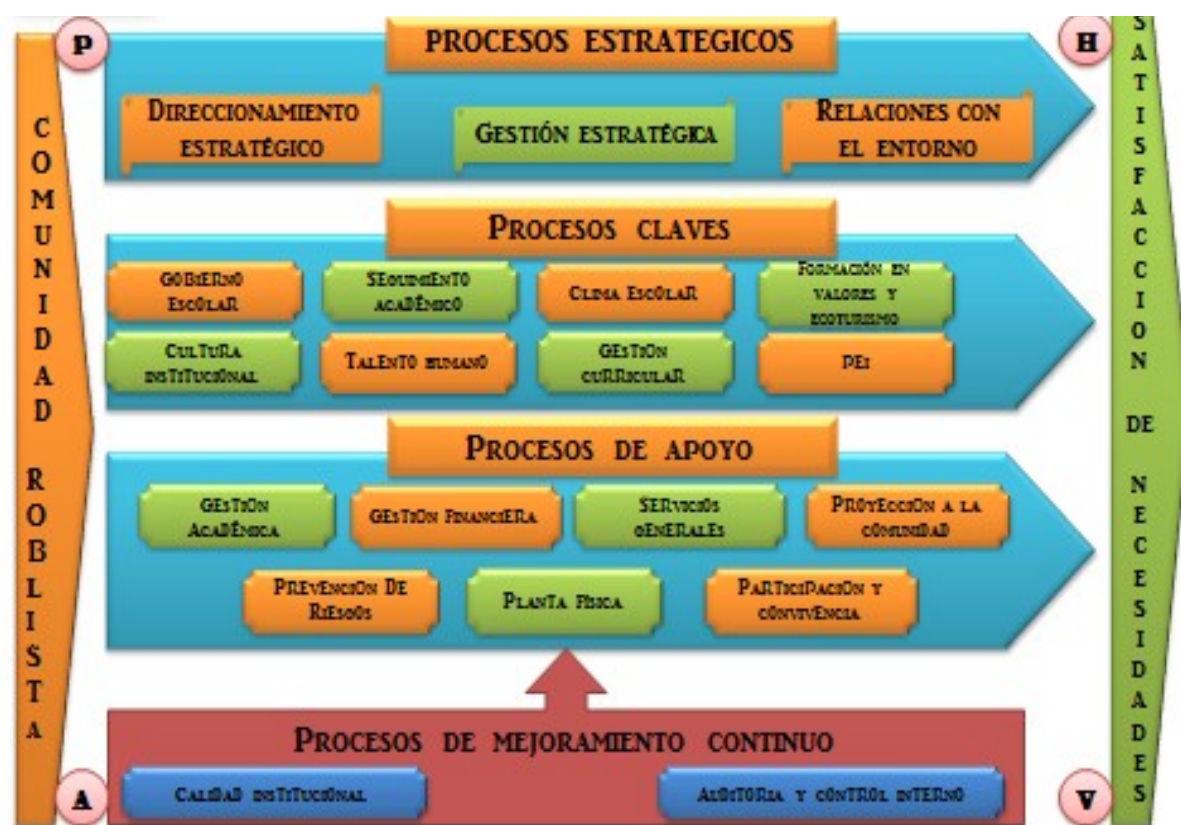 P
PROCESOS ESTRATEGICOS
H
DIRECCIONAMIENTO
ESTRATÉGICO
GESTIÓN ESTRATÉGICA
RELACIONES CON
EL ENTORNO
COMUNIDAD ROBLISTA
PROCESOS CLAVES
GOBIERNO
ESCOLAR
SEGUIMIENTO
ACADÉMICO
CLIMA ESCOLAR
FORMACIÓN EN
VALORES Y
ECOTURISMO
CULTURA
INSTITUCIONAL
TALENTO HUMANO
GESTION
CURRICULAR
PEI
PROCESOS DE APOYO
GESTION
ACADÉMICA
GESTION FINANCIERA
SERVICIOS
GENERALES
PROYECCION A LA
COMUNIDAD
PREVENCION DE
RIESGOS
PLANTA FÍSICA
PARTICIPACION Y
CONVIVENCIA
PROCESOS DE MEJORAMIENTO CONTINUO
A
CALIDAD INSTITUCIONAL
AUDITORIA Y CONTROL INTERNO
V
SATISFACCION DE NECESIDADES